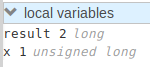 local variables
result 2 long
x 1 unsigned long